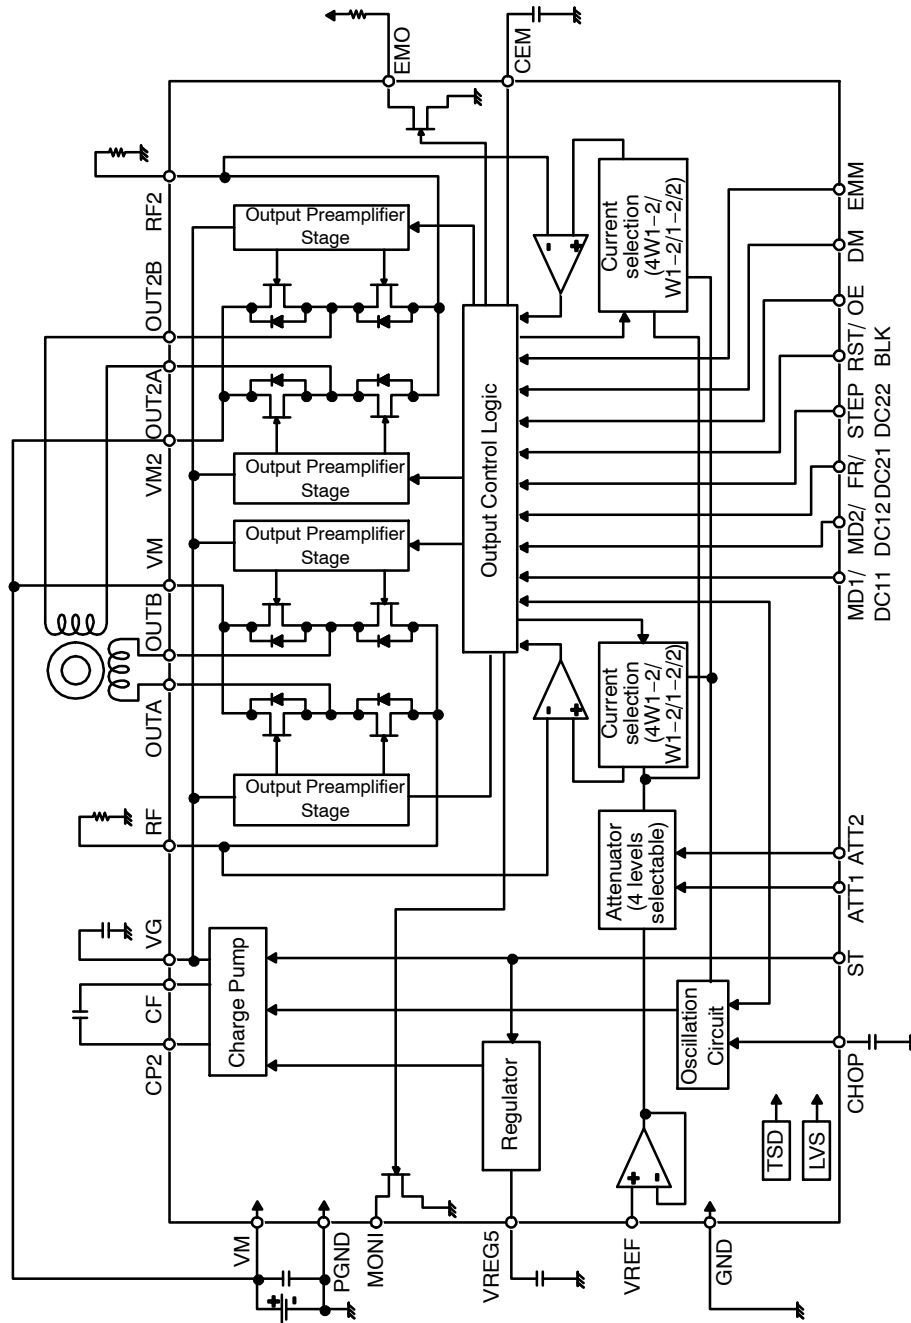 CP2
CF
VG
RF
OUTA
OUTB
VM
VM2
OUT2A
OUT2B
RF2
VM
PGND
MONI
VREG5
VREF
GND
EMO
CEM
Charge Pump
Output Preamplifier
Stage
Output Preamplifier
Stage
Output Preamplifier
Stage
Output Preamplifier
Stage
Output Control Logic
Regulator
Oscillation
Circuit
Attenuator
(4 levels
selectable)
Current
selection
(4W1−2/
W1−2/1−2/2)
Current
selection
(4W1−2/
W1−2/1−2/2)
TSD
LVS
CHOP
ST
ATT1
ATT2
MD1/
DC11
MD2/
DC12
FR/
DC21
STEP
DC22
RST/
BLK
OE
DM
EMM